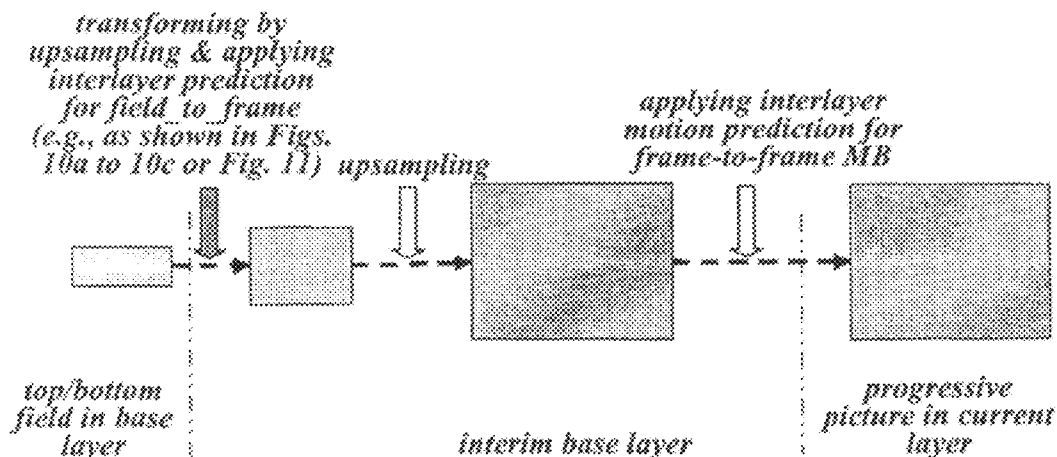 transforming by
upsampling & applying
interlayer prediction
for field_to_frame
(e.g., as shown in Figs.
10a to 10c or Fig. 11)
upsampling
applying interlayer
motion prediction for
frame-to-frame MB
top/bottom
field in base
layer
interim base layer
progressive
picture in current
layer